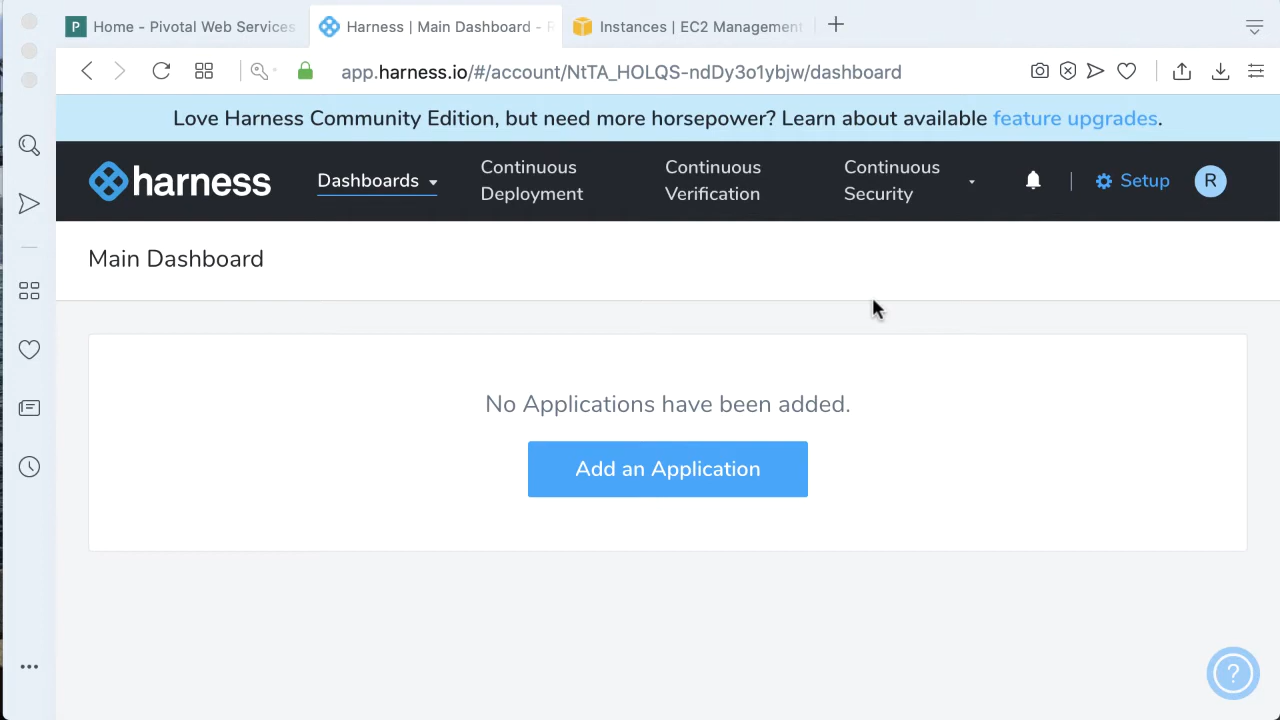 P Home - Pivotal Web Services
Harness | Main Dashboard -
Instances | EC2 Management
app.harness.io/#/account/NtTA_HOLQS-ndDy3o1ybjw/dashboard
Love Harness Community Edition, but need more horsepower? Learn about available feature upgrades.
harness
Dashboards
Continuous
Deployment
Continuous
Verification
Continuous
Security
Setup
R
Main Dashboard
No Applications have been added.
Add an Application
?